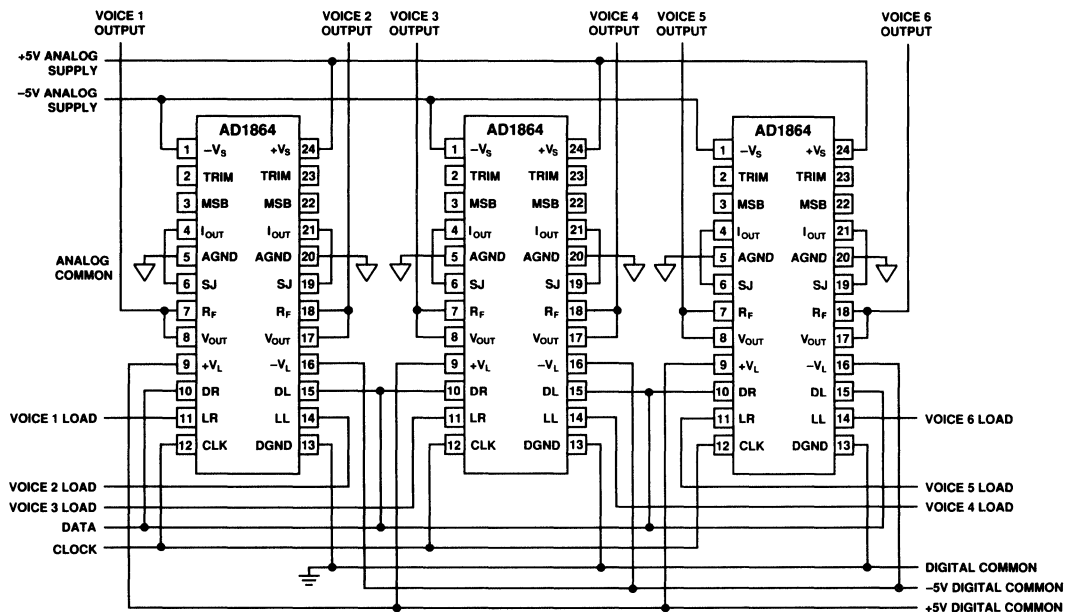 VOICE 1 OUTPUT
VOICE 2 OUTPUT
VOICE 3 OUTPUT
VOICE 4 OUTPUT
VOICE 5 OUTPUT
VOICE 6 OUTPUT
+5V ANALOG SUPPLY
–5V ANALOG SUPPLY
AD1864
1 –VS +VS 24
2 TRIM TRIM 23
3 MSB MSB 22
4 IOUT IOUT 21
5 AGND AGND 20
6 SJ SJ 19
7 RF RF 18
8 VOUT VOUT 17
9 +VL –VL 16
10 DR DL 15
11 LR LL 14
12 CLK DGND 13
AD1864
1 –VS +VS 24
2 TRIM TRIM 23
3 MSB MSB 22
4 IOUT IOUT 21
5 AGND AGND 20
6 SJ SJ 19
7 RF RF 18
8 VOUT VOUT 17
9 +VL –VL 16
10 DR DL 15
11 LR LL 14
12 CLK DGND 13
AD1864
1 –VS +VS 24
2 TRIM TRIM 23
3 MSB MSB 22
4 IOUT IOUT 21
5 AGND AGND 20
6 SJ SJ 19
7 RF RF 18
8 VOUT VOUT 17
9 +VL –VL 16
10 DR DL 15
11 LR LL 14
12 CLK DGND 13
ANALOG COMMON
VOICE 1 LOAD
VOICE 2 LOAD
VOICE 3 LOAD
DATA
CLOCK
VOICE 6 LOAD
VOICE 5 LOAD
VOICE 4 LOAD
DIGITAL COMMON
–5V DIGITAL COMMON
+5V DIGITAL COMMON